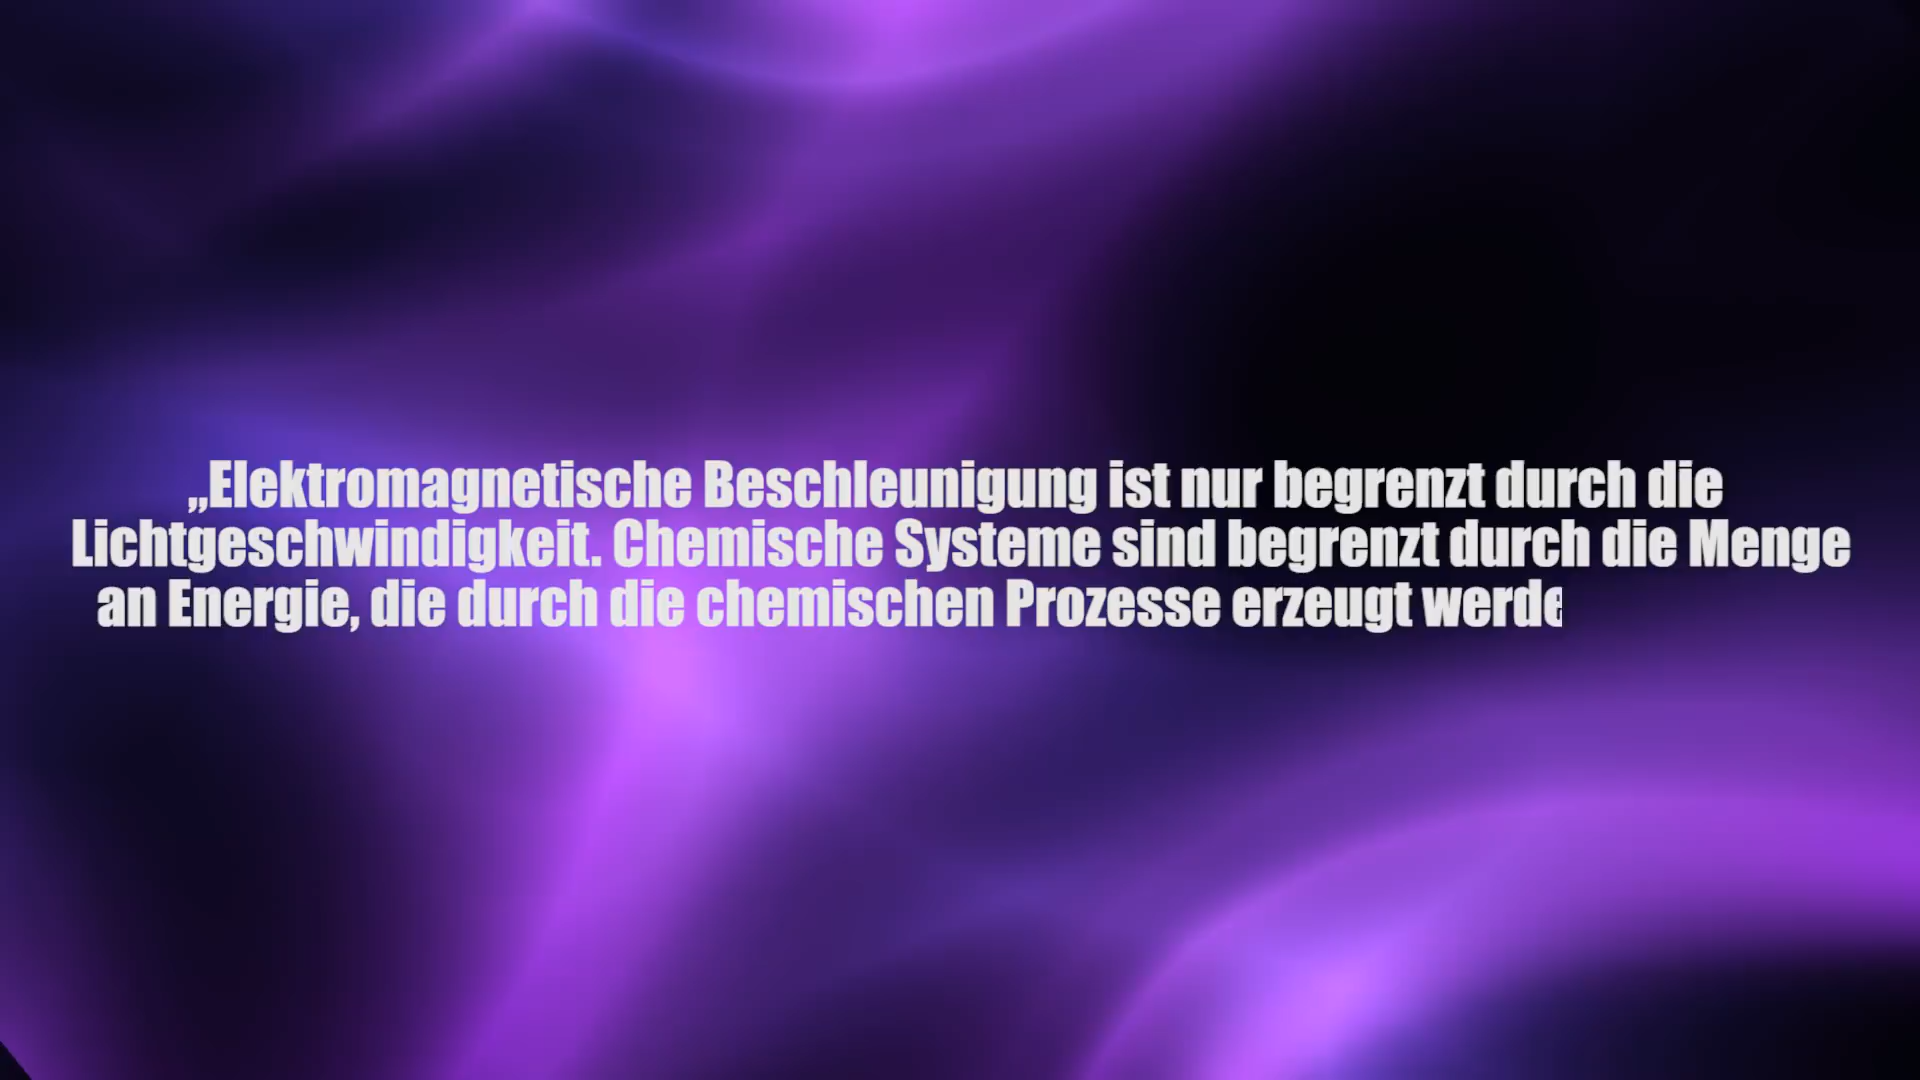 „Elektromagnetische Beschleunigung ist nur begrenzt durch die
Lichtgeschwindigkeit. Chemische Systeme sind begrenzt durch die Menge
an Energie, die durch die chemischen Prozesse erzeugt werde